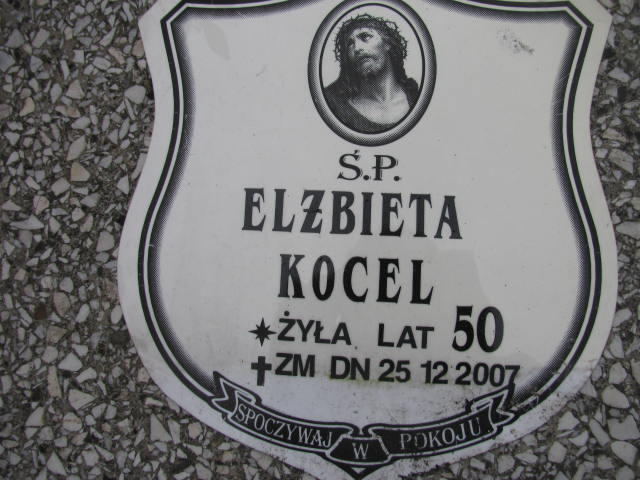 Ś.P.
ELŻBIETA
KOCEL
ŻYŁA LAT 50
ZM DN 25 12 2007
SPOCZYWAJ W POKOJU